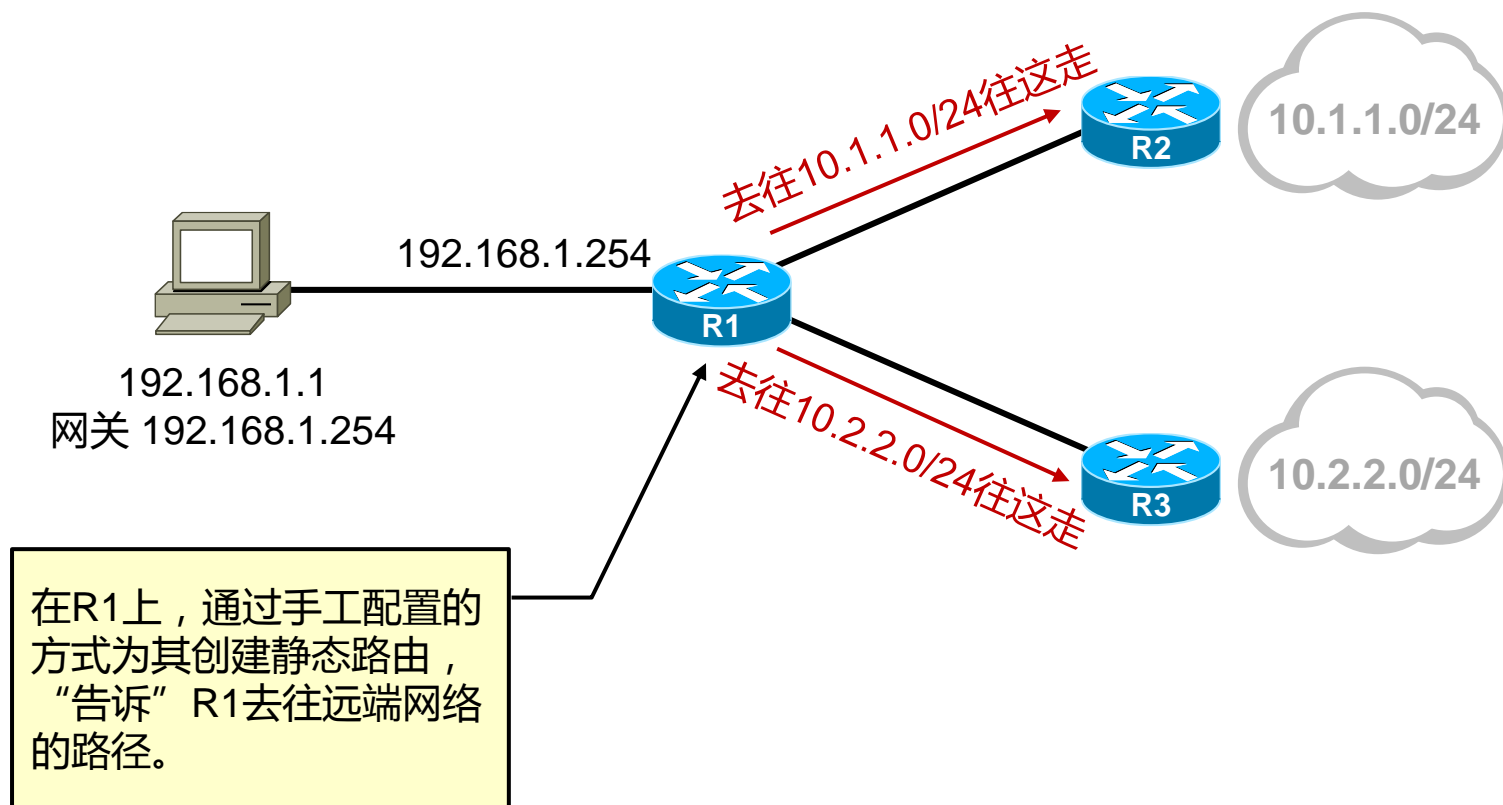 去往10.1.1.0/24往这走
10.1.1.0/24
R2
192.168.1.254
R1
192.168.1.1
网关 192.168.1.254
去往10.2.2.0/24往这走
10.2.2.0/24
R3
在R1上，通过手工配置的
方式为其创建静态路由，
“告诉”R1去往远端网络
的路径。